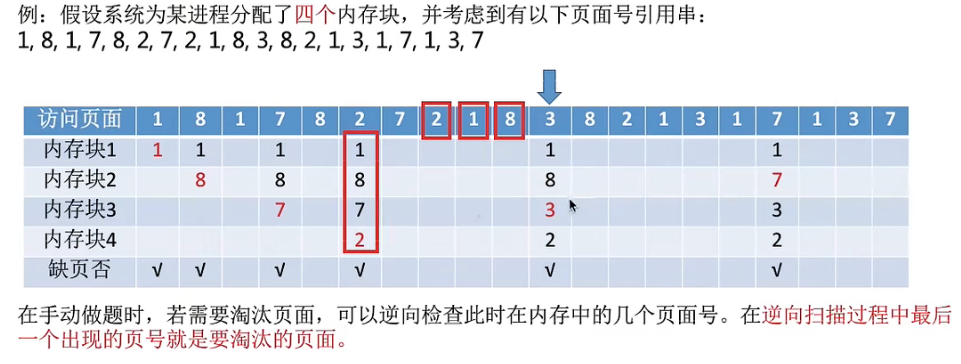 例：假设系统为某进程分配了四个内存块，并考虑到有以下页面号引用串：
1, 8, 1, 7, 8, 2, 7, 2, 1, 8, 3, 8, 2, 1, 3, 1, 7, 1, 3, 7
访问页面 1 8 1 7 8 2 7 2 1 8 3 8 2 1 3 1 7 1 3 7
内存块1 1 1 1 1 1 1
内存块2 8 8 8 8 7
内存块3 7 7 3 3
内存块4 2 2 2
缺页否 √ √ √ √ √ √
在手动做题时，若需要淘汰页面，可以逆向检查此时在内存中的几个页面号。在逆向扫描过程中最后
一个出现的页号就是要淘汰的页面。